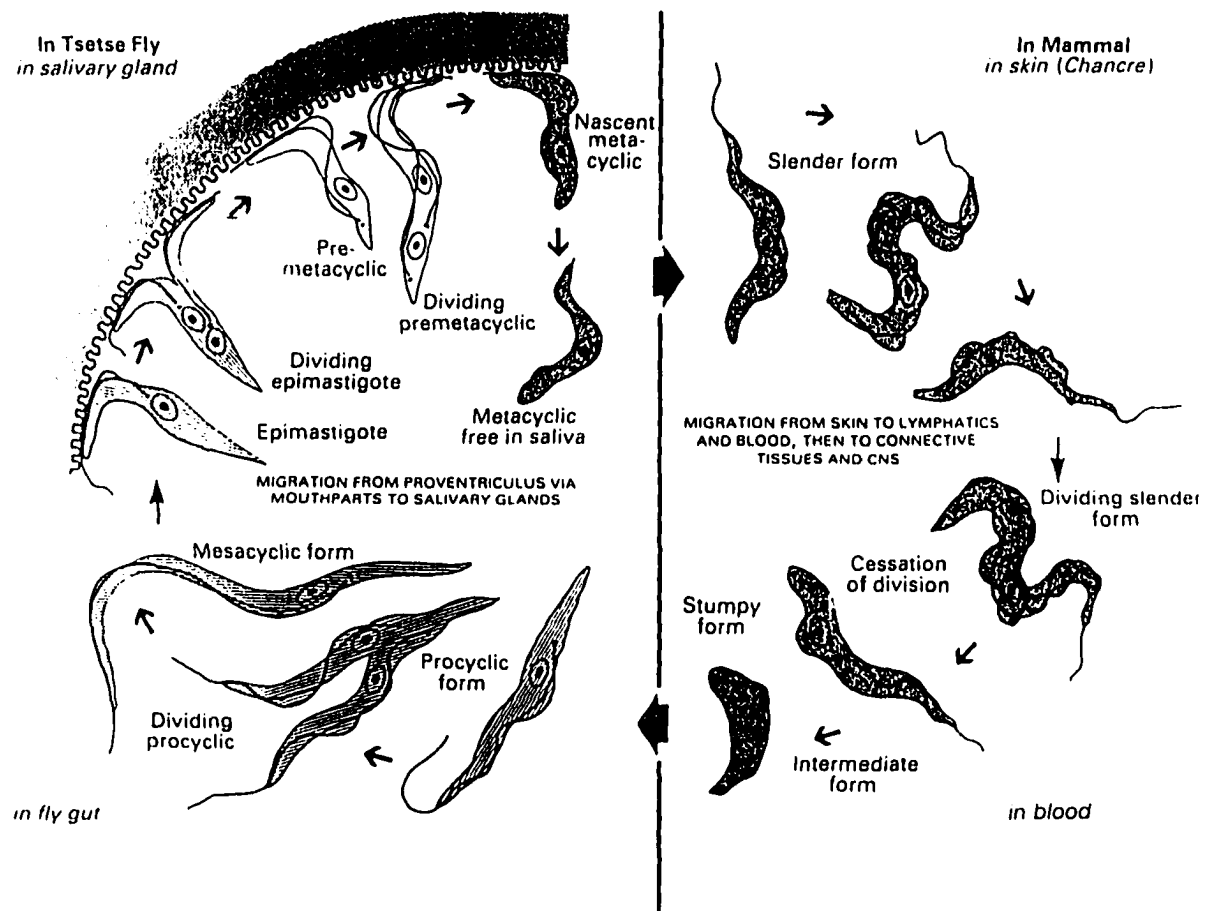 In Tsetse Fly
in salivary gland
Nascent
meta-
cyclic
Pre-
metacyclic
Dividing
premetacyclic
Dividing
epimastigote
Epimastigote
Metacyclic
free in saliva
MIGRATION FROM PROVENTRICULUS VIA
MOUTHPARTS TO SALIVARY GLANDS
Mesacyclic form
Procyclic
form
Dividing
procyclic
in fly gut
In Mammal
in skin (Chancre)
Slender form
MIGRATION FROM SKIN TO LYMPHATICS
AND BLOOD, THEN TO CONNECTIVE
TISSUES AND CNS
Dividing slender
form
Cessation
of division
Stumpy
form
Intermediate
form
in blood